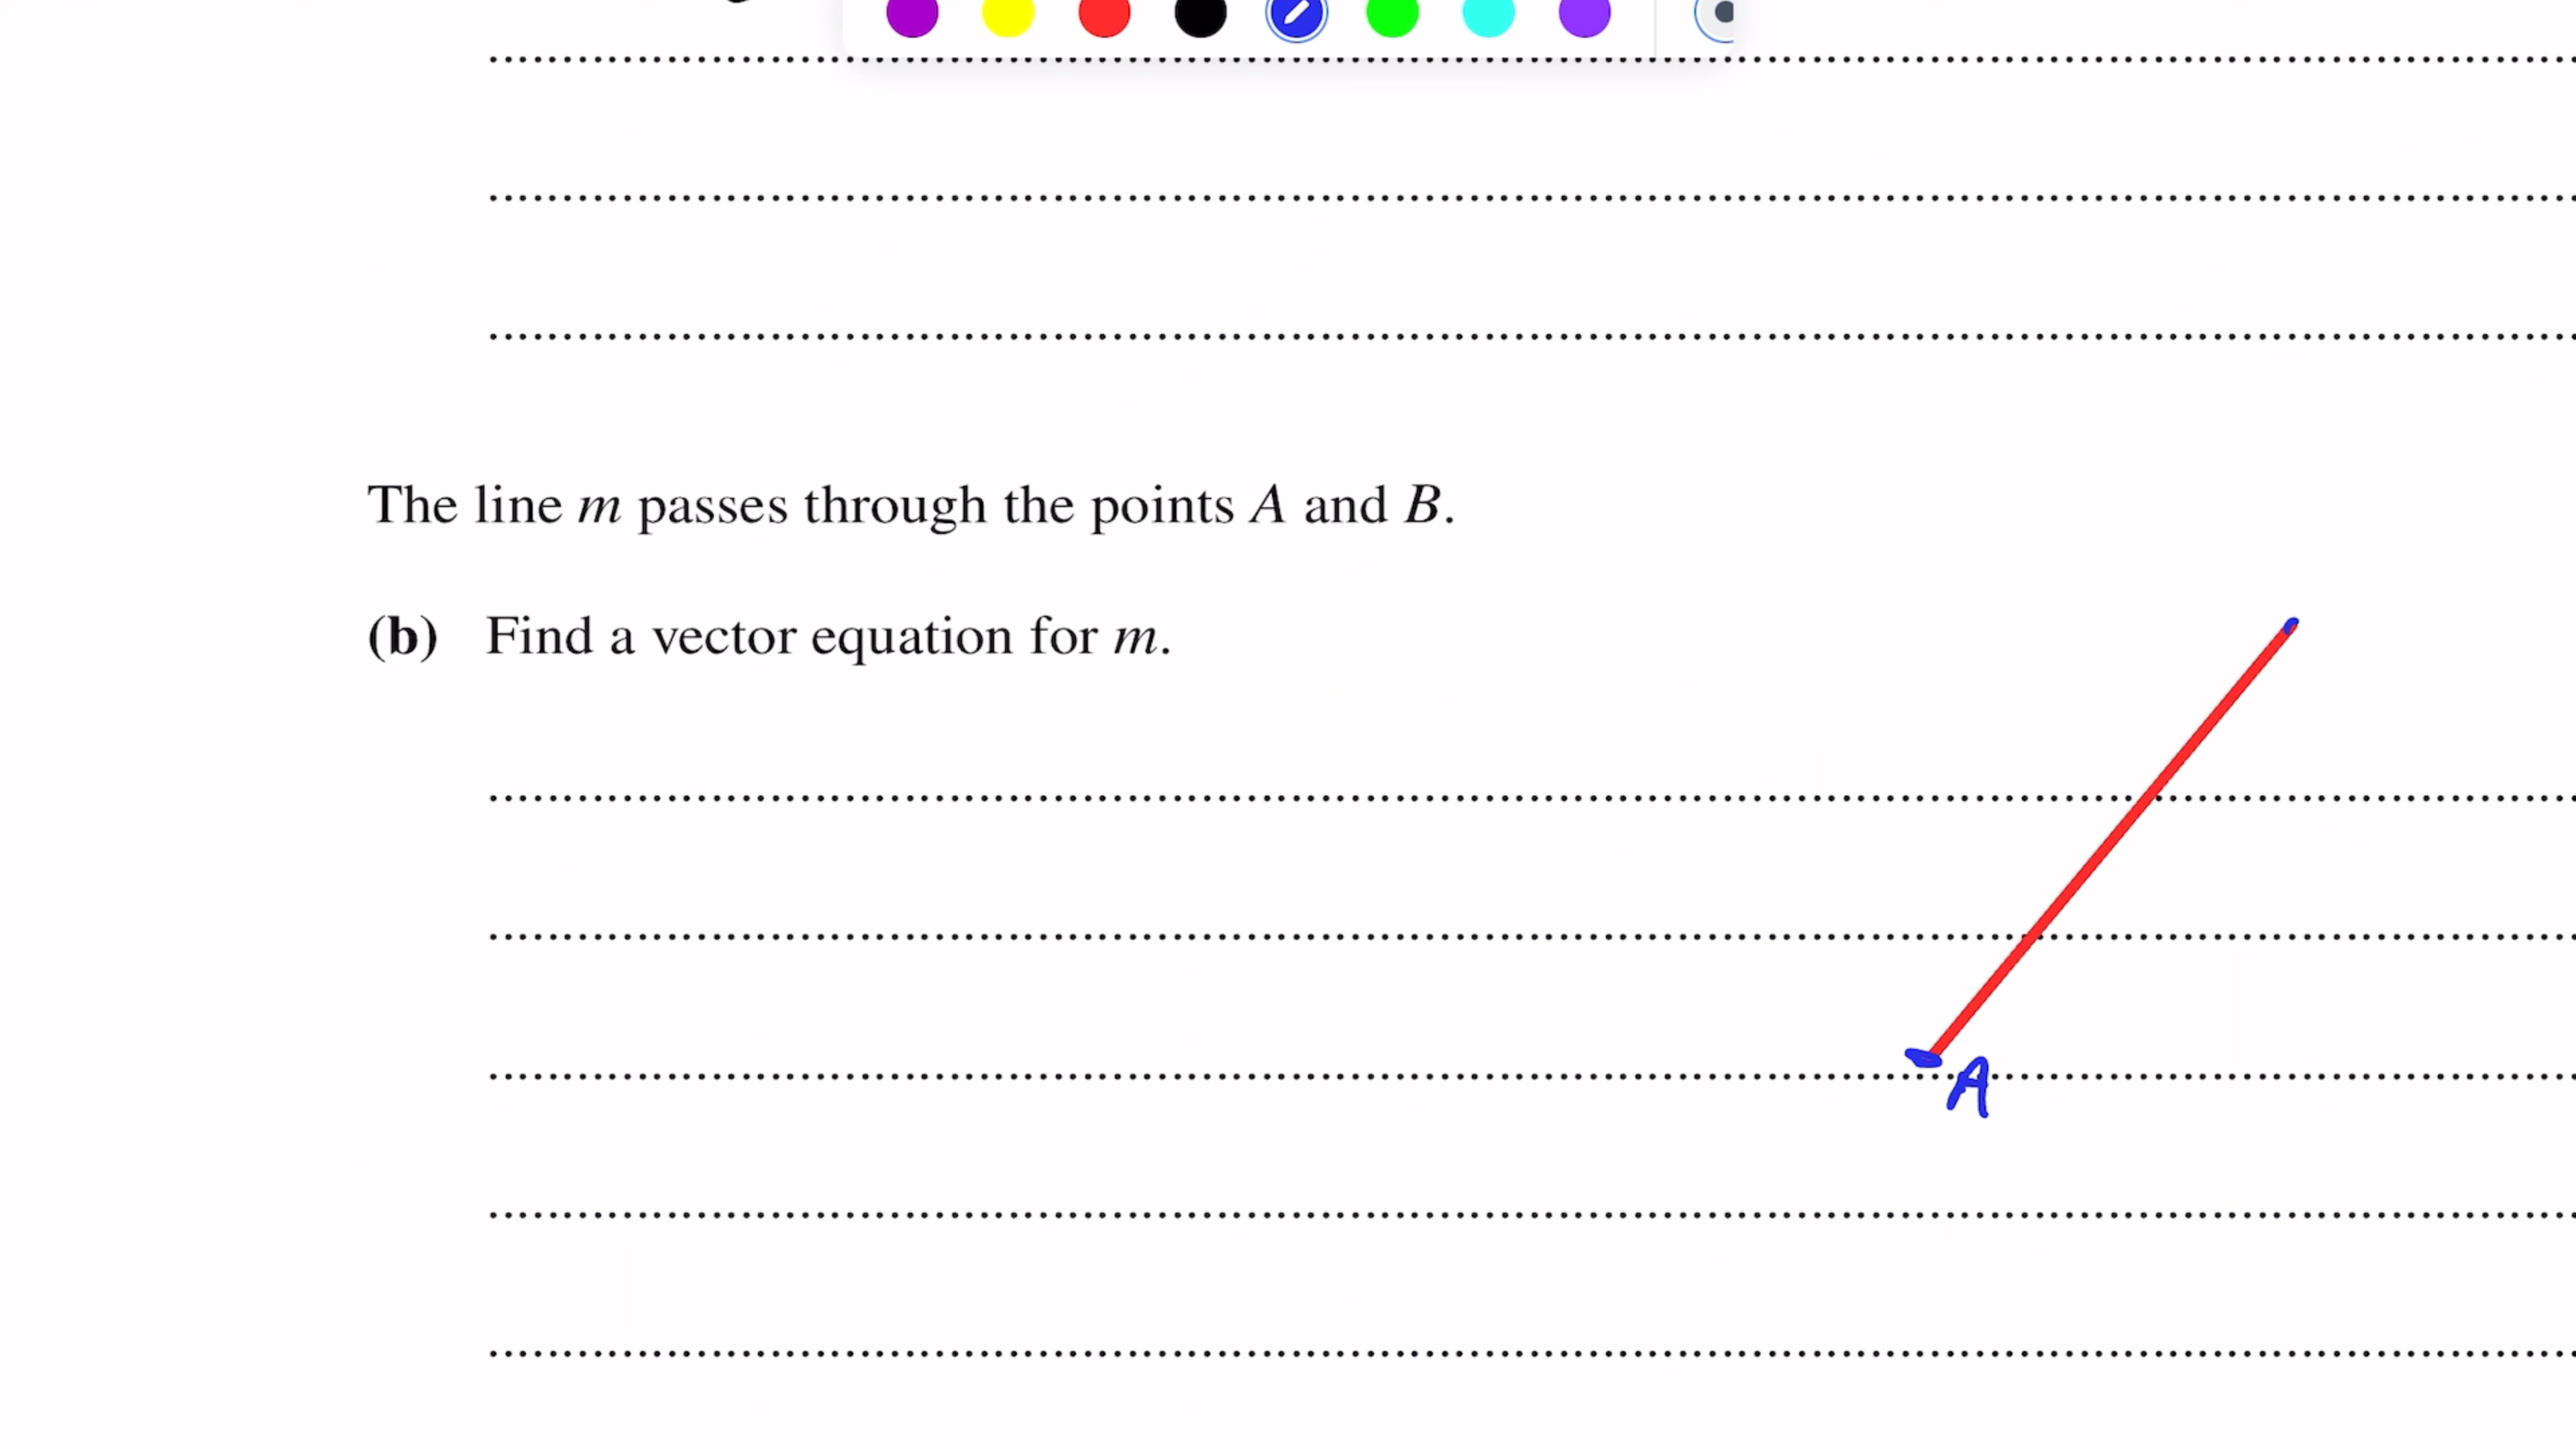 The line m passes through the points A and B.
(b) Find a vector equation for m.
A